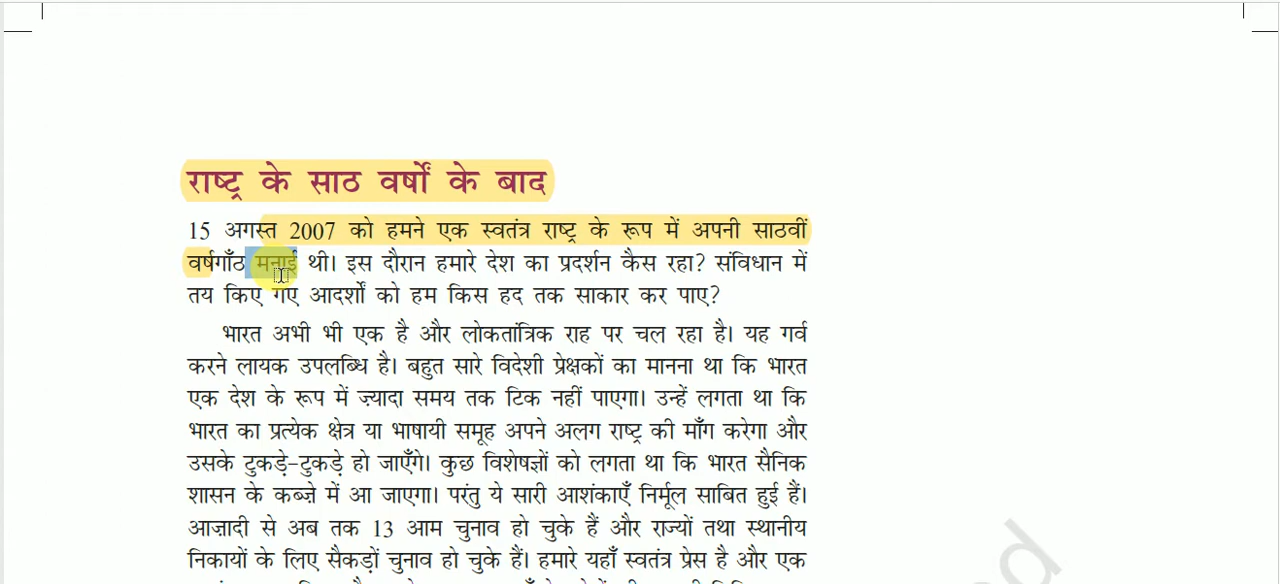 राष्ट्र के साठ वर्षों के बाद
15 अगस्त 2007 को हमने एक स्वतंत्र राष्ट्र के रूप में अपनी साठवीं
वर्षगाँठ मनाई थी। इस दौरान हमारे देश का प्रदर्शन कैस रहा? संविधान में
तय किए गए आदर्शों को हम किस हद तक साकार कर पाए?
भारत अभी भी एक है और लोकतांत्रिक राह पर चल रहा है। यह गर्व
करने लायक उपलब्धि है। बहुत सारे विदेशी प्रेक्षकों का मानना था कि भारत
एक देश के रूप में ज़्यादा समय तक टिक नहीं पाएगा। उन्हें लगता था कि
भारत का प्रत्येक क्षेत्र या भाषायी समूह अपने अलग राष्ट्र की माँग करेगा और
उसके टुकड़े-टुकड़े हो जाएँगे। कुछ विशेषज्ञों को लगता था कि भारत सैनिक
शासन के कब्ज़े में आ जाएगा। परंतु ये सारी आशंकाएँ निर्मूल साबित हुई हैं।
आज़ादी से अब तक 13 आम चुनाव हो चुके हैं और राज्यों तथा स्थानीय
निकायों के लिए सैकड़ों चुनाव हो चुके हैं। हमारे यहाँ स्वतंत्र प्रेस है और एक